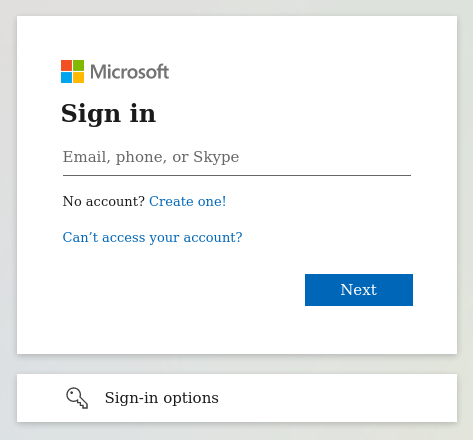 Microsoft
Sign in
Email, phone, or Skype
No account? Create one!
Can’t access your account?
Next
Sign-in options